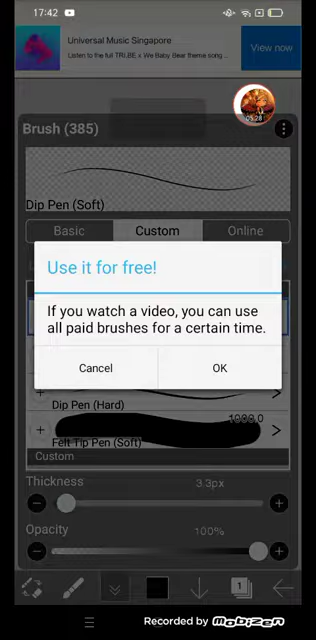 17:42
Universal Music Singapore
Listen to the full TRI.BE x We Baby Bear theme song ...
View now
05:28
Brush (385)
Dip Pen (Soft)
Basic Custom Online
Use it for free!
If you watch a video, you can use
all paid brushes for a certain time.
Cancel OK
Dip Pen (Hard)
1000.0
Felt Tip Pen (Soft)
Custom
Thickness 3.3px
Opacity 100%
1
Recorded by Mobizen